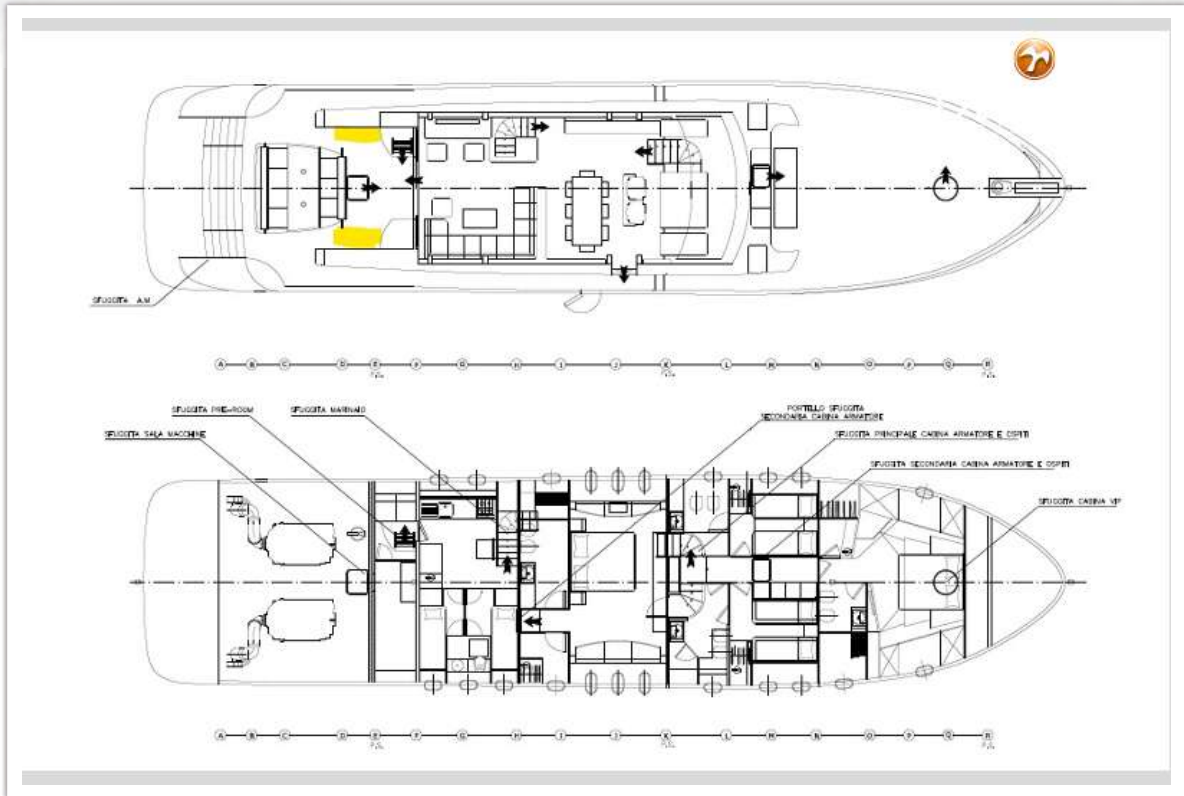 SFUGGITA A.M
A B C D E F G H I J K L M N O P Q R
SFUGGITA PRE-ROOM
SFUGGITA MARINAIO
PORTELLO SFUGGITA
SECONDARIA CABINA ARMATORE
SFUGGITA SALA MACCHINE
SFUGGITA PRINCIPALE CABINA ARMATORE E OSPITI
SFUGGITA SECONDARIA CABINA ARMATORE E OSPITI
SFUGGITA CABINA VIP
A B C D E F G H I J K L M N O P Q R